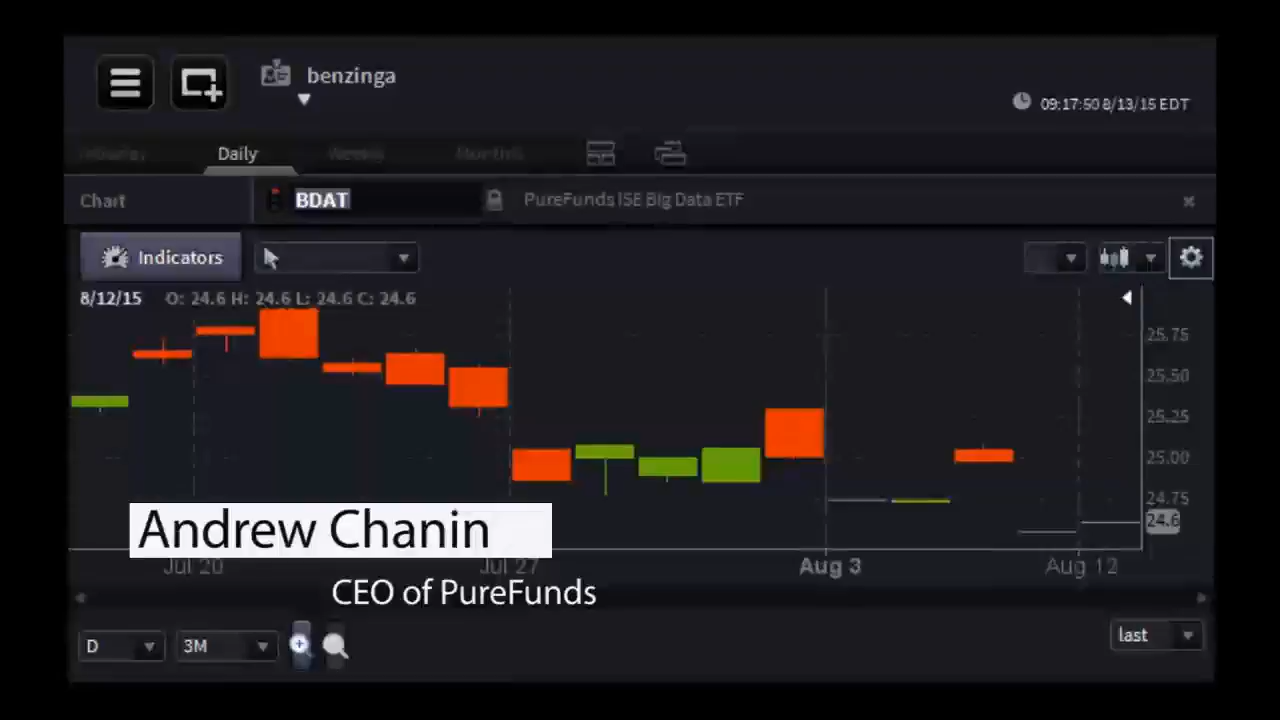 benzinga
09:17:50 8/13/15 EDT
Daily
Weekly
Monthly
Chart
BDAT
PureFunds ISE Big Data ETF
Indicators
8/12/15 O: 24.6 H: 24.6 L: 24.6 C: 24.6
25.75
25.50
25.25
25.00
24.75
24.6
Andrew Chanin
Jul 20
Jul 27
Aug 3
Aug 12
CEO of PureFunds
D
3M
last